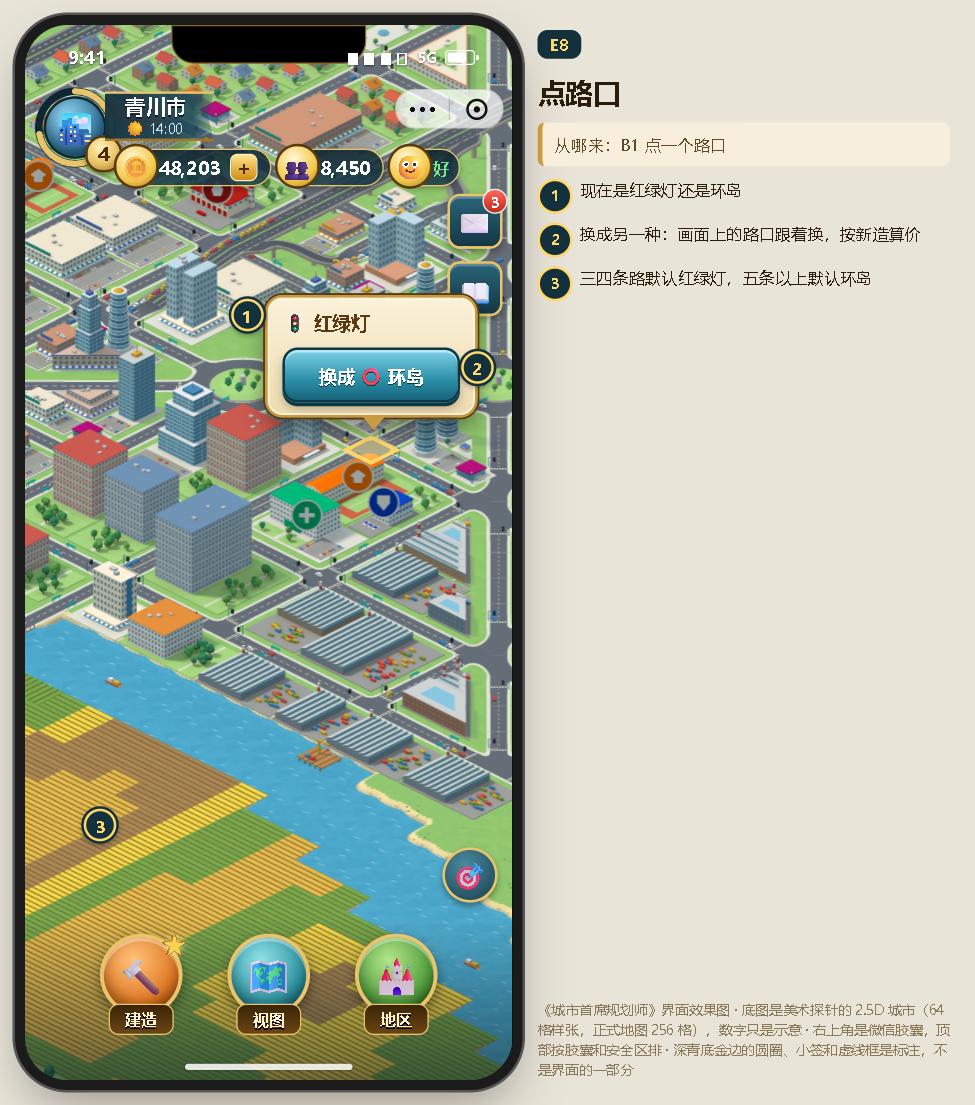 9:41
5G
青川市
14:00
4
48,203
+
8,450
好
3
1
红绿灯
换成 环岛
2
3
建造
视图
地区
E8
点路口
从哪来：B1 点一个路口
1 现在是红绿灯还是环岛
2 换成另一种：画面上的路口跟着换，按新造算价
3 三四条路默认红绿灯，五条以上默认环岛
《城市首席规划师》界面效果图 · 底图是美术探针的 2.5D 城市（64
格样张，正式地图 256 格），数字只是示意 · 右上角是微信胶囊，顶
部按胶囊和安全区排 · 深青底金边的圆圈、小签和虚线框是标注，不
是界面的一部分